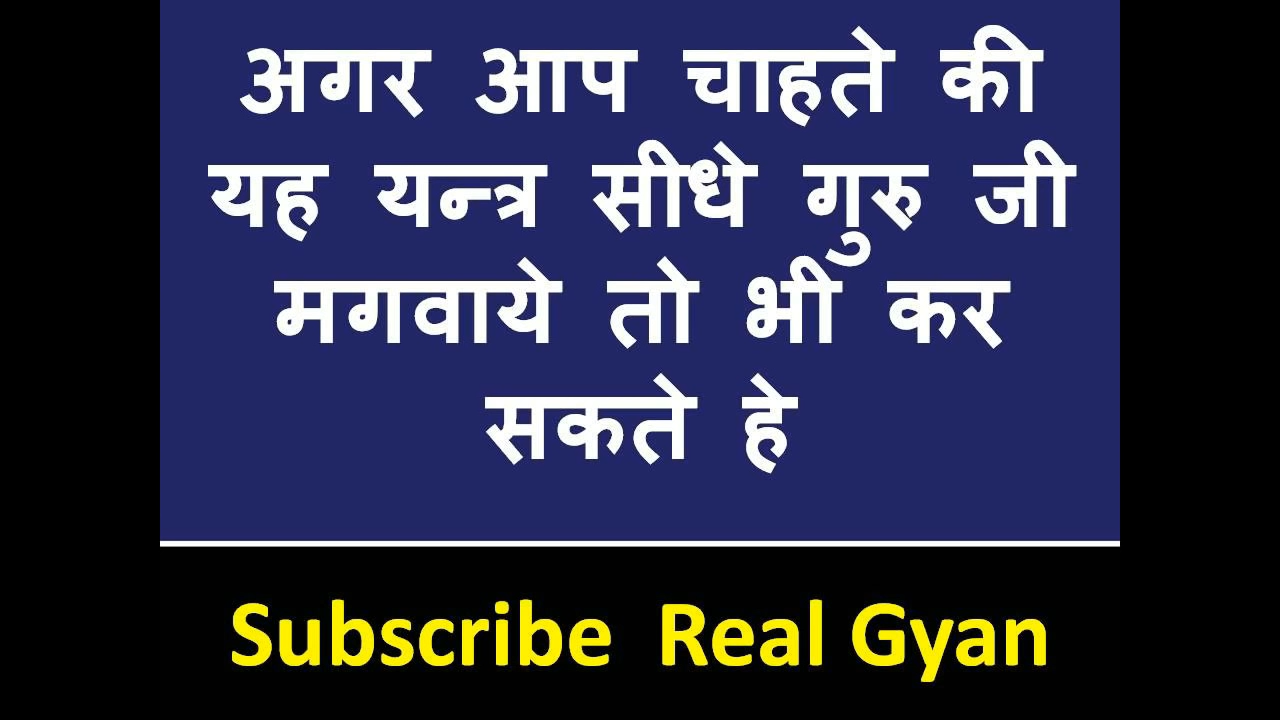 अगर आप चाहते की
यह यन्त्र सीधे गुरु जी
मगवाये तो भी कर
सकते हे
Subscribe Real Gyan